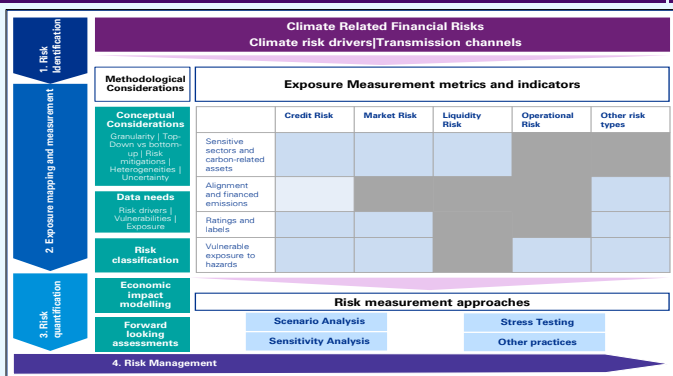 Climate Related Financial Risks
Climate risk drivers|Transmission channels
1. Risk
Identification
Methodological
Considerations
Exposure Measurement metrics and indicators
2. Exposure mapping and measurement
Conceptual
Considerations
Granularity | Top-
Down vs bottom-
up | Risk
mitigations |
Heterogeneities |
Uncertainty
Data needs
Risk drivers |
Vulnerabilities |
Exposure
Risk
classification
Credit Risk
Market Risk
Liquidity
Risk
Operational
Risk
Other risk
types
Sensitive
sectors and
carbon-related
assets
Alignment
and financed
emissions
Ratings and
labels
Vulnerable
exposure to
hazards
3. Risk
quantification
Economic
impact
modelling
Forward
looking
assessments
Risk measurement approaches
Scenario Analysis
Stress Testing
Sensitivity Analysis
Other practices
4. Risk Management